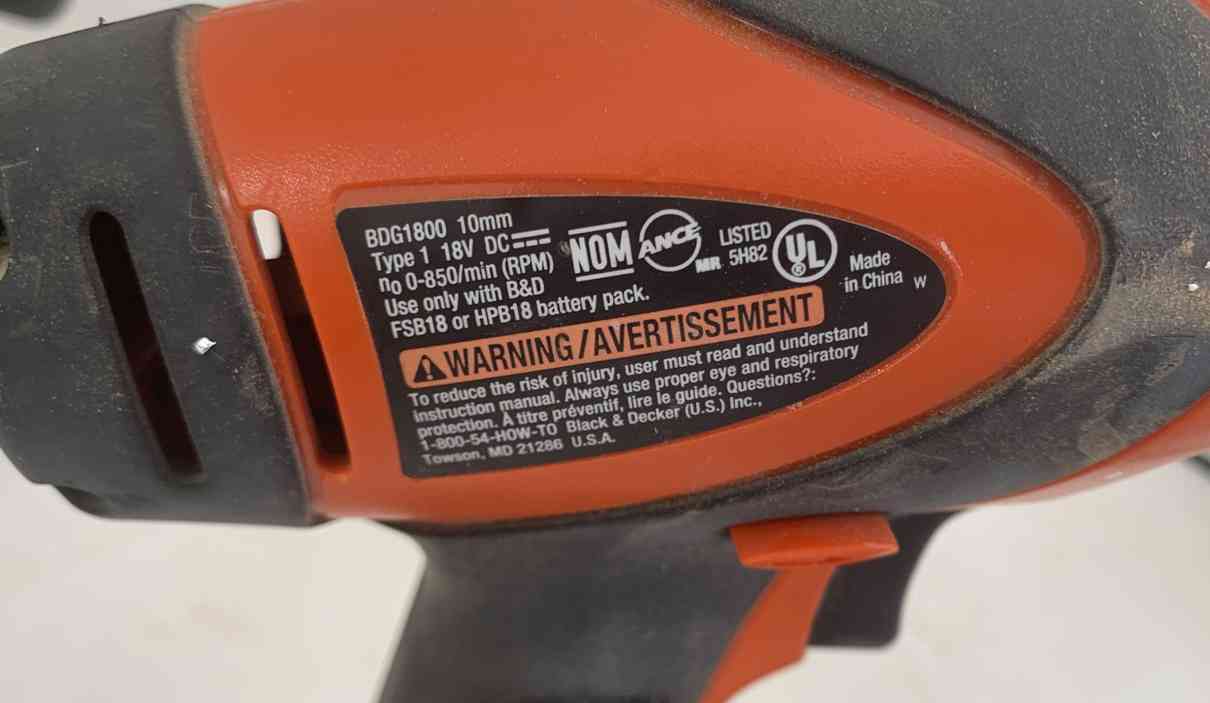 BDG1800 10mm
Type 1 18V DC
no 0-850/min (RPM)
Use only with B&D
FSB18 or HPB18 battery pack.
NOM
ANCE
MR
LISTED
5H82
UL
®
Made
in China W
WARNING/AVERTISSEMENT
To reduce the risk of injury, user must read and understand
instruction manual. Always use proper eye and respiratory
protection. À titre préventif, lire le guide. Questions?:
1-800-54-HOW-TO Black & Decker (U.S.) Inc.,
Towson, MD 21286 U.S.A.